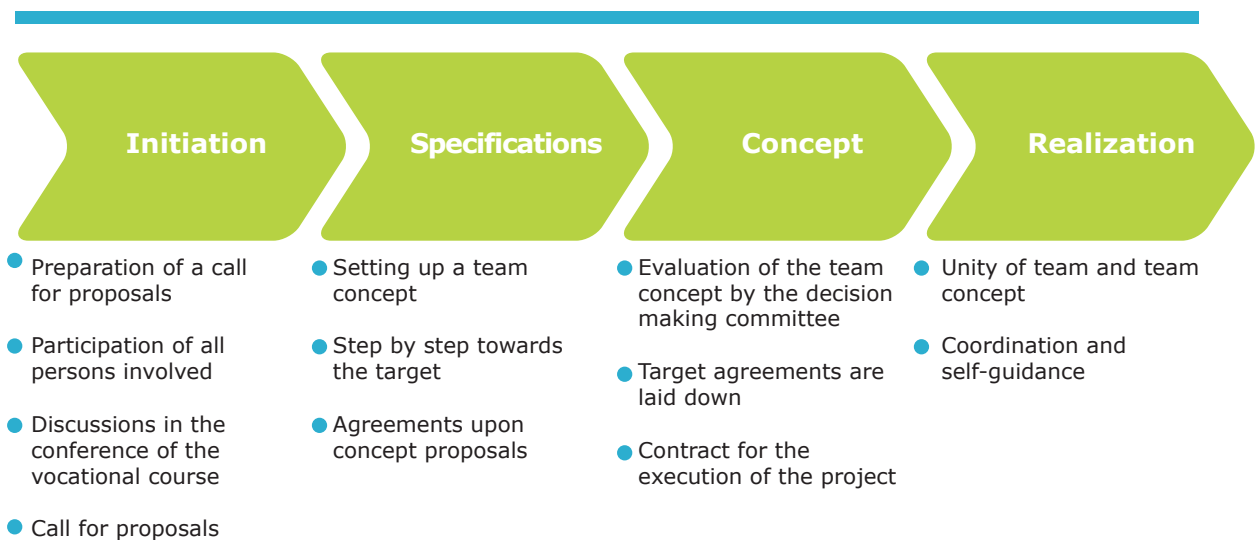 Initiation
Specifications
Concept
Realization
Preparation of a call
for proposals
Participation of all
persons involved
Discussions in the
conference of the
vocational course
Call for proposals
Setting up a team
concept
Step by step towards
the target
Agreements upon
concept proposals
Evaluation of the team
concept by the decision
making committee
Target agreements are
laid down
Contract for the
execution of the project
Unity of team and team
concept
Coordination and
self-guidance